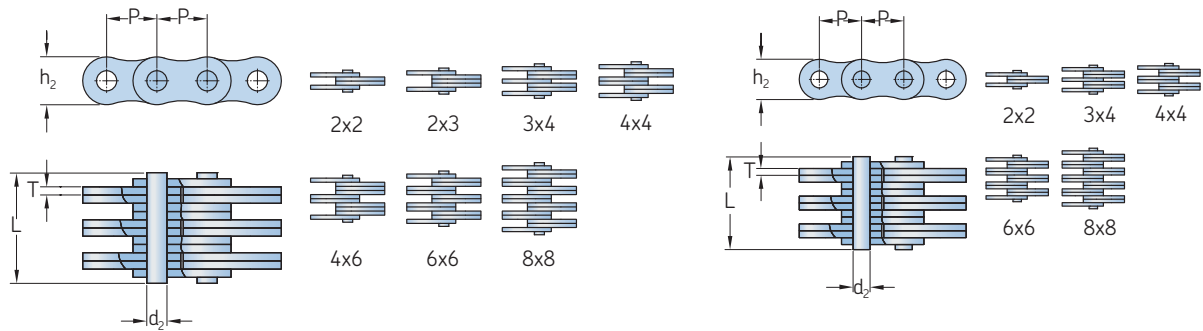 P P
h₂
2x2 2x3 3x4 4x4
T
L
4x6 6x6 8x8
d₂
P P
h₂
2x2 3x4 4x4
T
L
6x6 8x8
d₂